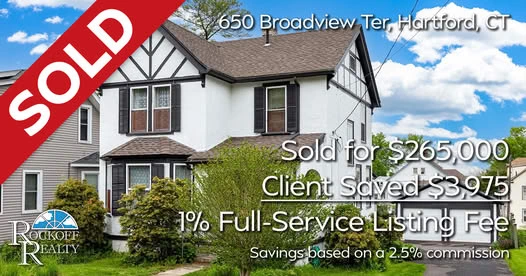 650 Broadview Ter, Hartford, CT
SOLD
Sold for $265,000
Client Saved $3,975
1% Full-Service Listing Fee
Savings based on a 2.5% commission
ROCKOFF
REALTY